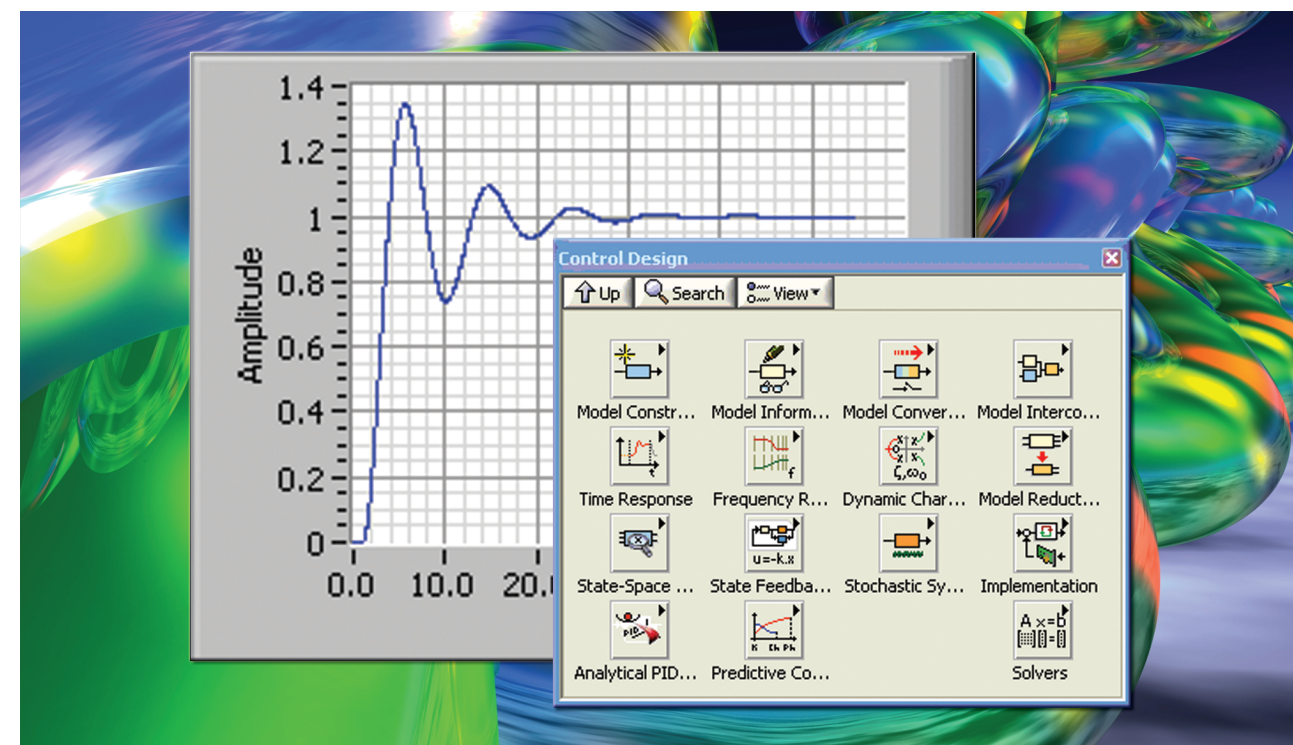 1.4
1.2
1
0.8
0.6
0.4
0.2
0
Amplitude
0.0 10.0 20.
Control Design
Up Search View
Model Constr... Model Inform... Model Conver... Model Interco...
t f ζ,ω₀
Time Response Frequency R... Dynamic Char... Model Reduct...
u=-k.x
State-Space ... State Feedba... Stochastic Sy... Implementation
PID A x=b
Analytical PID... Predictive Co... Solvers